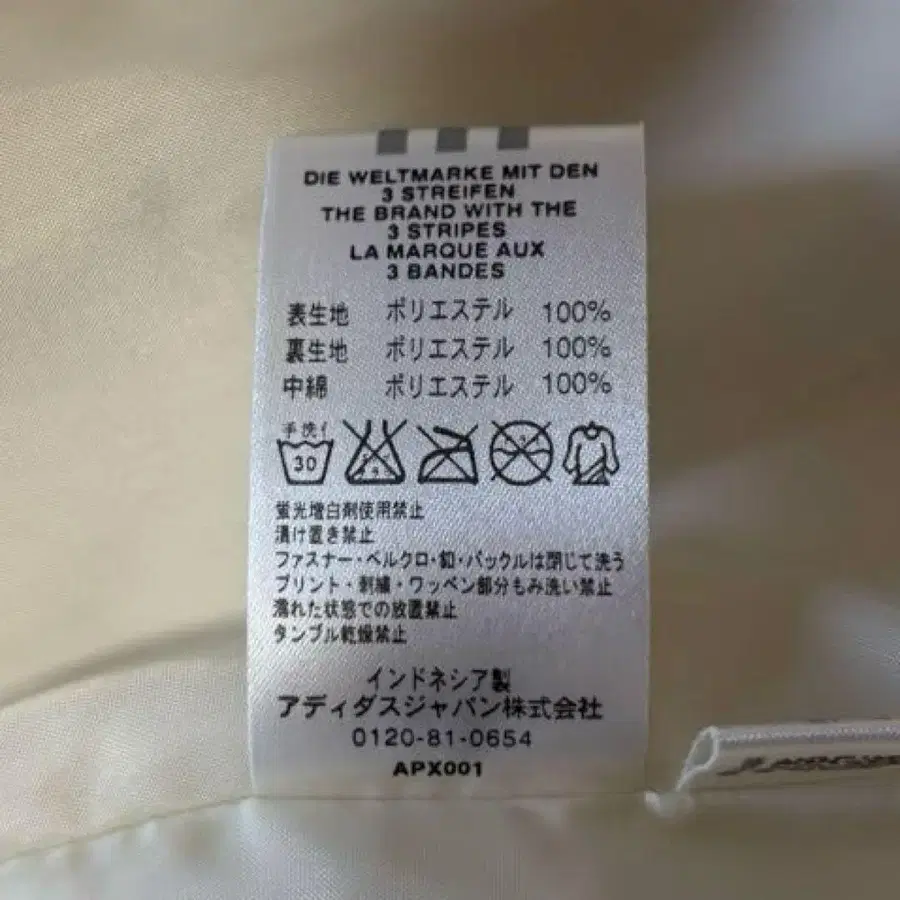 DIE WELTMARKE MIT DEN
3 STREIFEN
THE BRAND WITH THE
3 STRIPES
LA MARQUE AUX
3 BANDES
表生地 ポリエステル 100%
裏生地 ポリエステル 100%
中綿 ポリエステル 100%
手洗イ
30
蛍光増白剤使用禁止
漬け置き禁止
ファスナー・ベルクロ・釦・バックルは閉じて洗う
プリント・刺繍・ワッペン部分もみ洗い禁止
濡れた状態での放置禁止
タンブル乾燥禁止
インドネシア製
アディダスジャパン株式会社
0120-81-0654
APX001